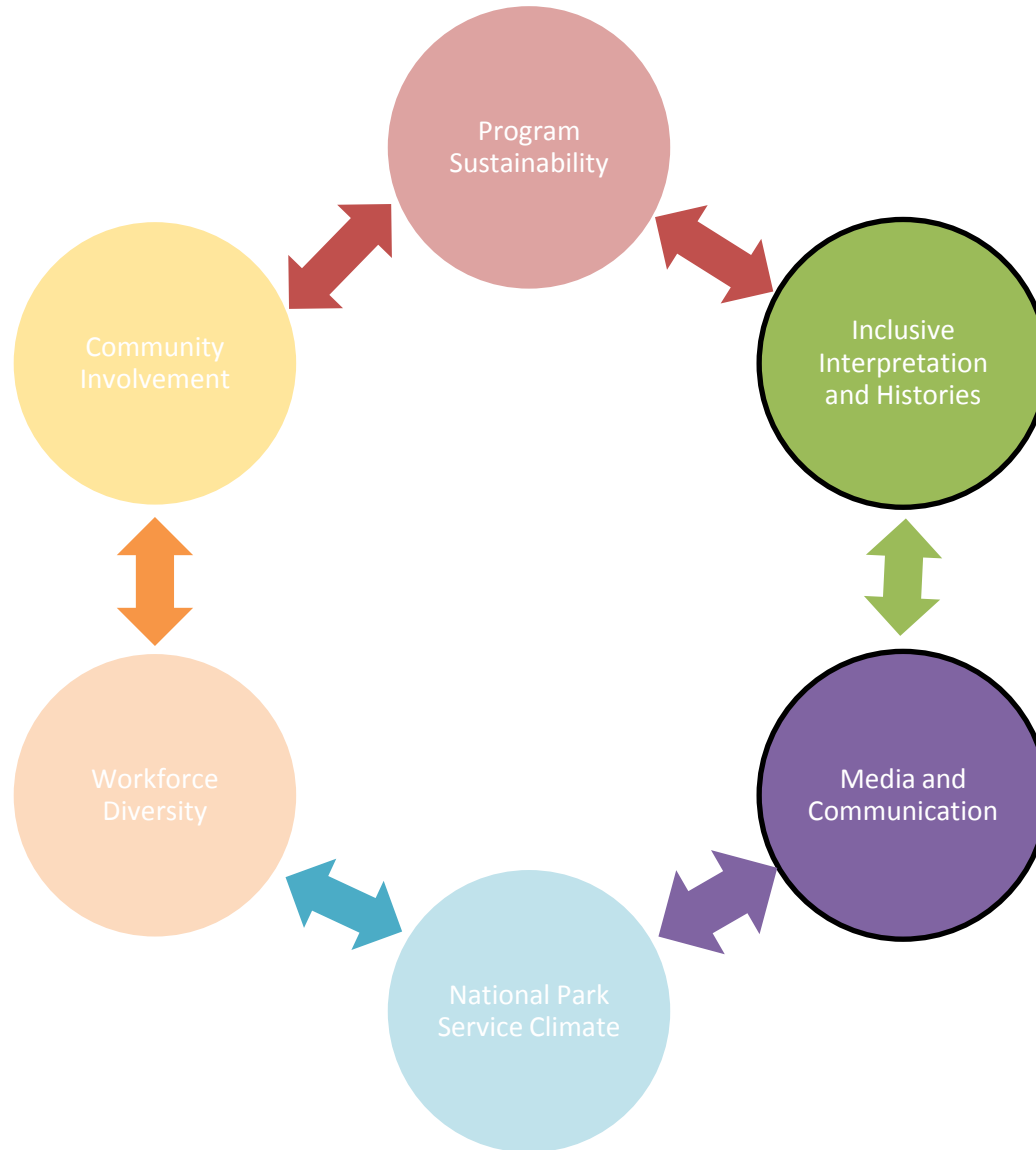 Program
Sustainability
Inclusive
Interpretation
and Histories
Media and
Communication
National Park
Service Climate
Workforce
Diversity
Community
Involvement